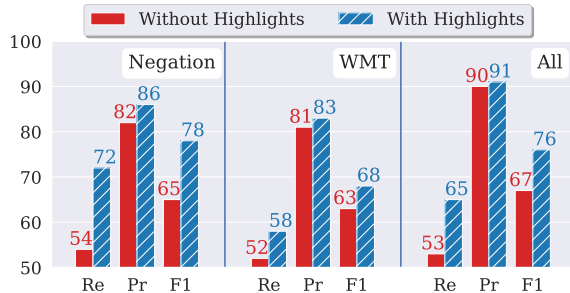 Without Highlights With Highlights
100
90
80
70
60
50
Negation WMT All
54 72 82 86 65 78
52 58 81 83 63 68
53 65 90 91 67 76
Re Pr F1 Re Pr F1 Re Pr F1